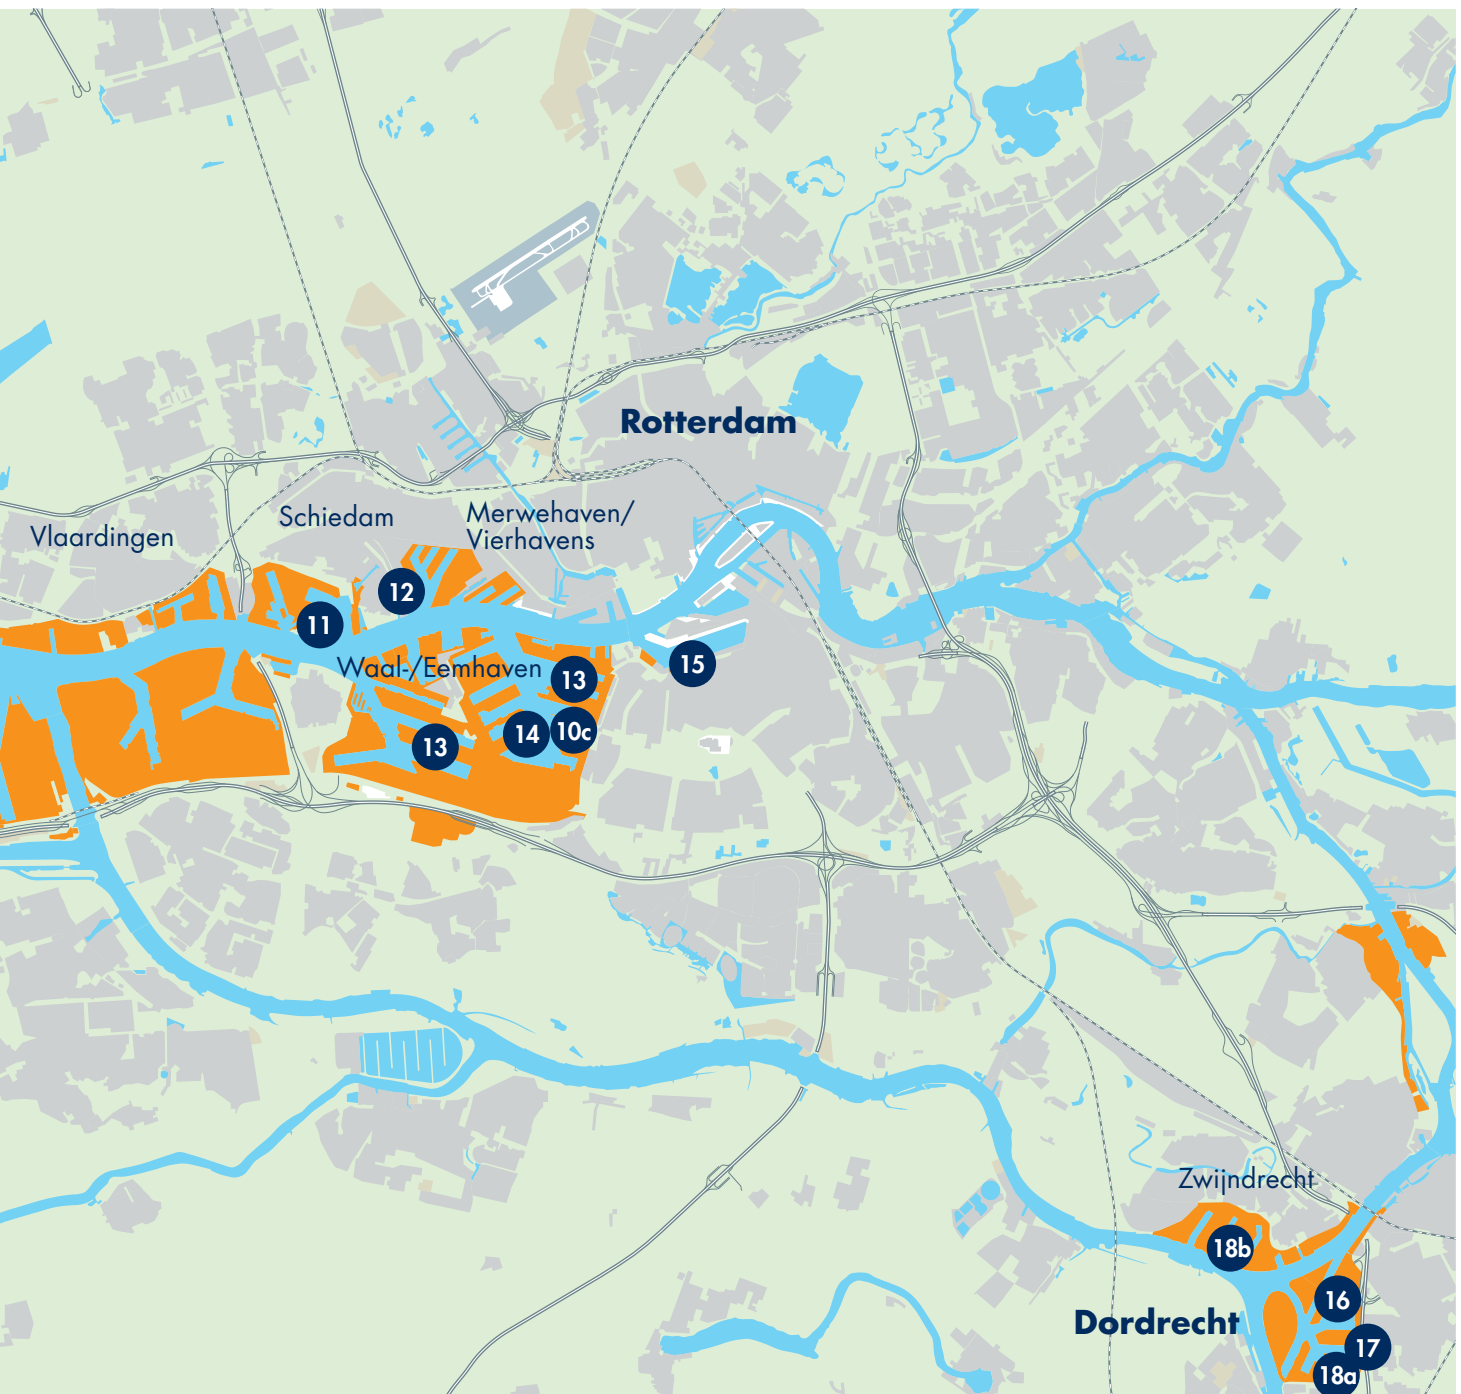 Rotterdam
Schiedam
Merwehaven/
Vierhavens
Vlaardingen
12
11
Waal-/Eemhaven
15
13
10c
14
13
Zwijndrecht
18b
16
Dordrecht
17
18a